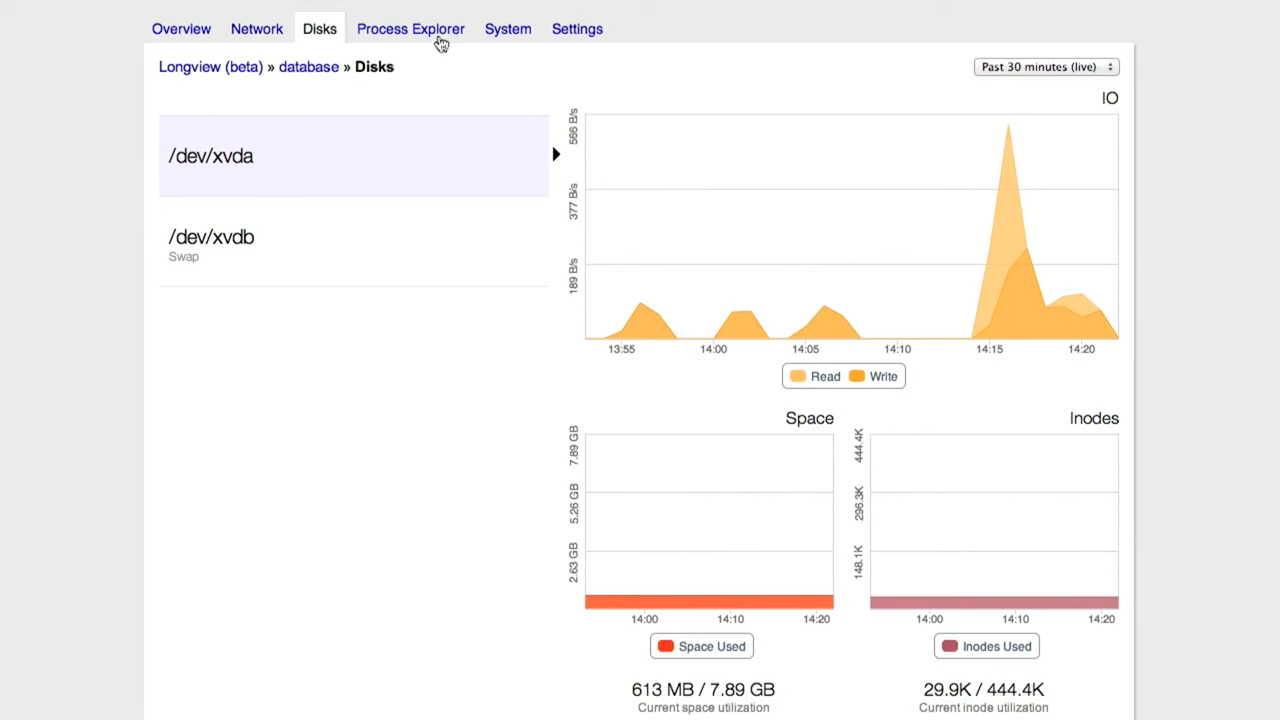 Overview Network Disks Process Explorer System Settings
Longview (beta) » database » Disks
Past 30 minutes (live)
/dev/xvda
/dev/xvdb
Swap
IO
566 B/s
377 B/s
189 B/s
13:55 14:00 14:05 14:10 14:15 14:20
Read Write
Space
7.89 GB
5.26 GB
2.63 GB
14:00 14:10 14:20
Space Used
613 MB / 7.89 GB
Current space utilization
Inodes
444.4K
296.3K
148.1K
14:00 14:10 14:20
Inodes Used
29.9K / 444.4K
Current inode utilization